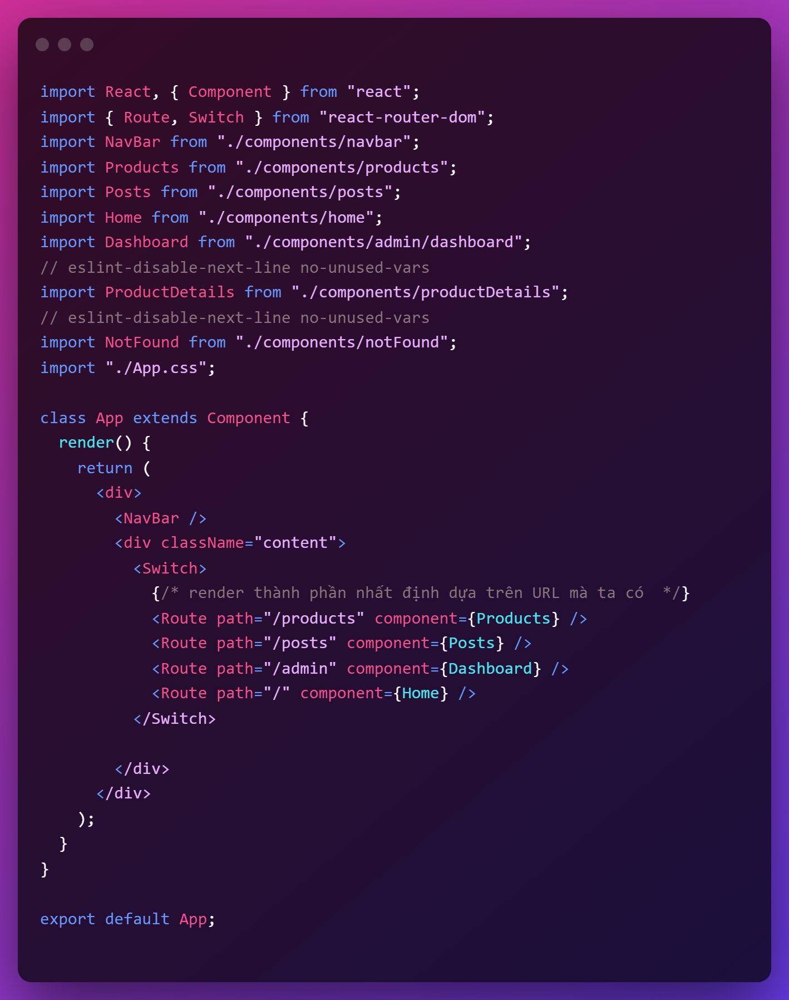 import React, { Component } from "react";
import { Route, Switch } from "react-router-dom";
import NavBar from "./components/navbar";
import Products from "./components/products";
import Posts from "./components/posts";
import Home from "./components/home";
import Dashboard from "./components/admin/dashboard";
// eslint-disable-next-line no-unused-vars
import ProductDetails from "./components/productDetails";
// eslint-disable-next-line no-unused-vars
import NotFound from "./components/notFound";
import "./App.css";

class App extends Component {
  render() {
    return (
      <div>
        <NavBar />
        <div className="content">
          <Switch>
            {/* render thành phần nhất định dựa trên URL mà ta có  */}
            <Route path="/products" component={Products} />
            <Route path="/posts" component={Posts} />
            <Route path="/admin" component={Dashboard} />
            <Route path="/" component={Home} />
          </Switch>

        </div>
      </div>
    );
  }
}

export default App;